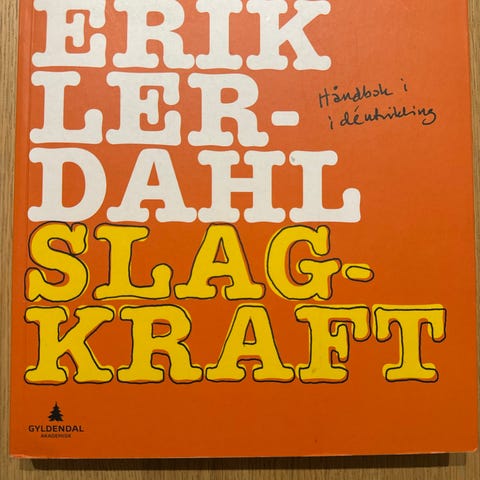 ERIK
LER-
DAHL
Håndbok i
idéutvikling
SLAG-
KRAFT
GYLDENDAL
AKADEMISK